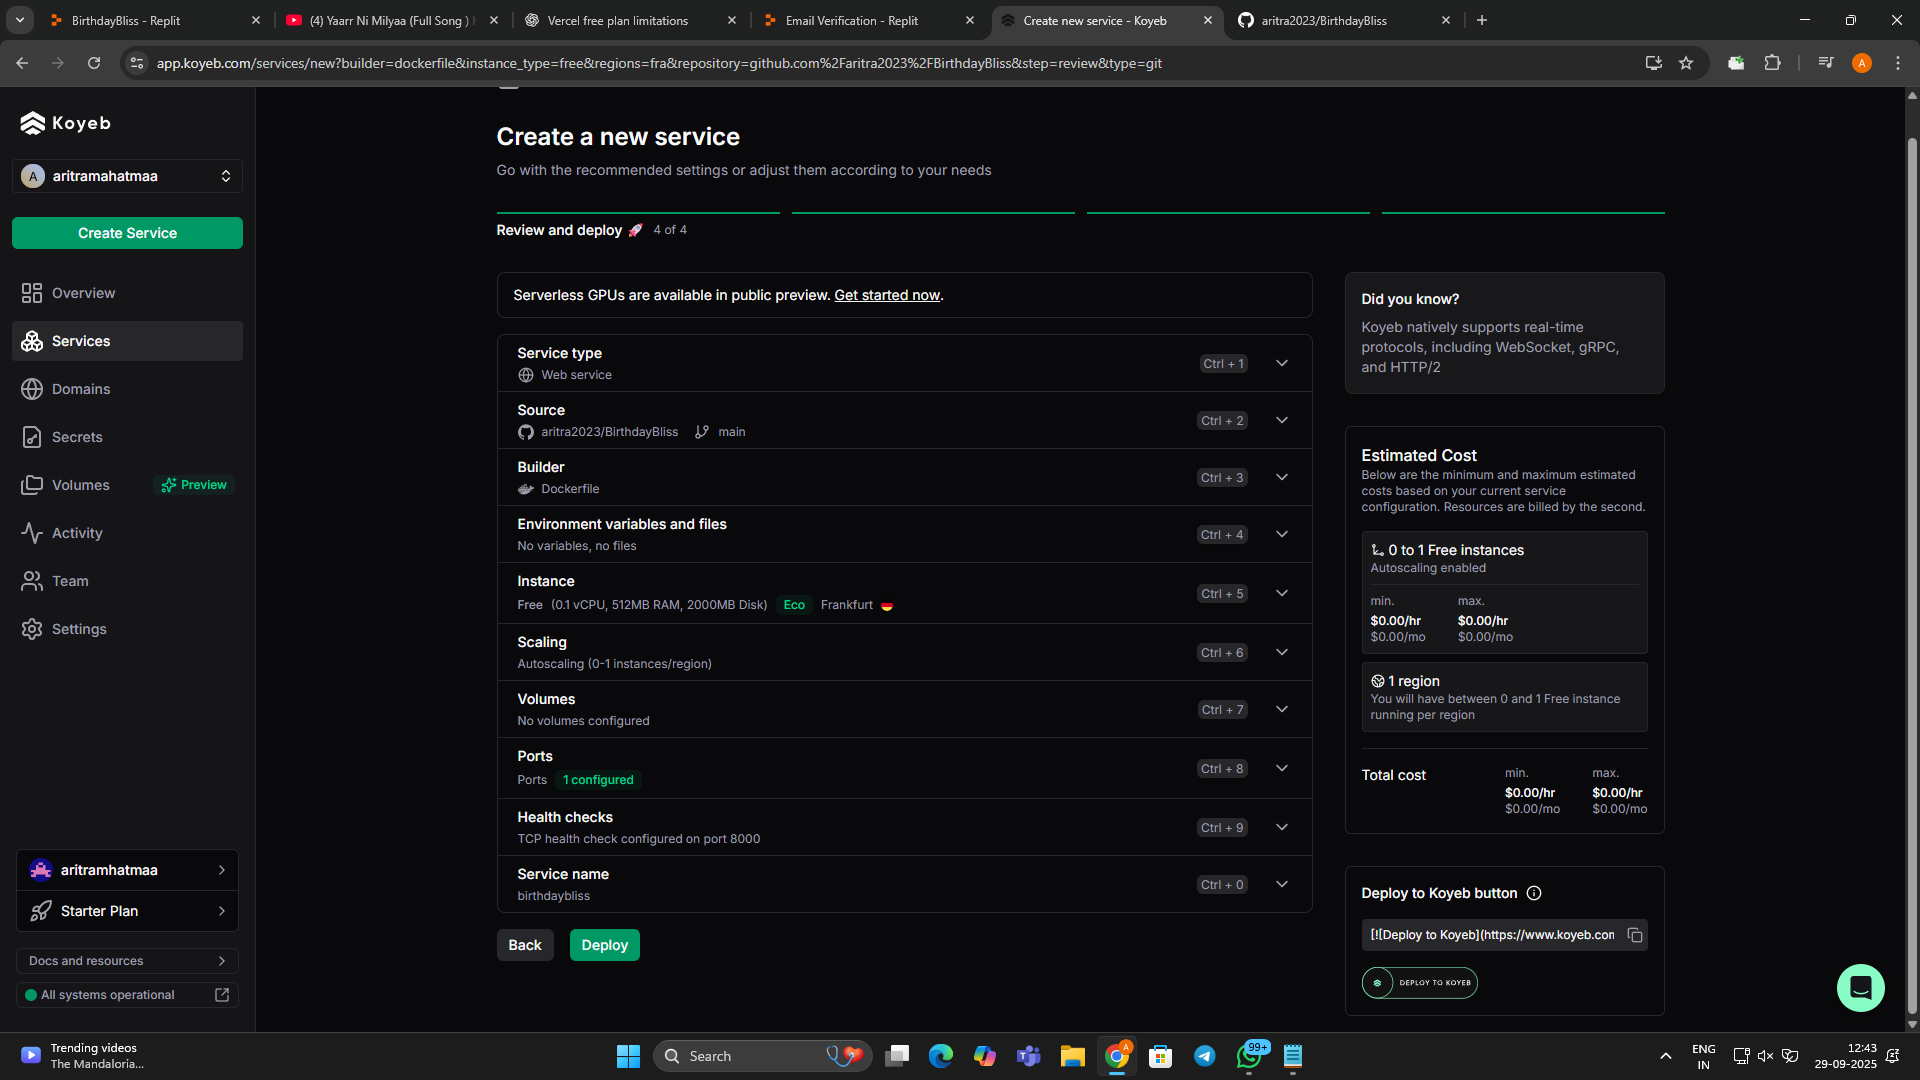 BirthdayBliss - Replit
(4) Yaarr Ni Milyaa (Full Song )
Vercel free plan limitations
Email Verification - Replit
Create new service - Koyeb
aritra2023/BirthdayBliss
app.koyeb.com/services/new?builder=dockerfile&instance_type=free&regions=fra&repository=github.com%2Faritra2023%2FBirthdayBliss&step=review&type=git
A
Koyeb
A aritramahatmaa
Create Service
Overview
Services
Domains
Secrets
Volumes Preview
Activity
Team
Settings
aritramhatmaa
Starter Plan
Docs and resources
All systems operational
Create a new service
Go with the recommended settings or adjust them according to your needs
Review and deploy 🚀 4 of 4
Serverless GPUs are available in public preview. Get started now.
Service type
Web service
Ctrl + 1
Source
aritra2023/BirthdayBliss main
Ctrl + 2
Builder
Dockerfile
Ctrl + 3
Environment variables and files
No variables, no files
Ctrl + 4
Instance
Free (0.1 vCPU, 512MB RAM, 2000MB Disk) Eco Frankfurt
Ctrl + 5
Scaling
Autoscaling (0-1 instances/region)
Ctrl + 6
Volumes
No volumes configured
Ctrl + 7
Ports
Ports 1 configured
Ctrl + 8
Health checks
TCP health check configured on port 8000
Ctrl + 9
Service name
birthdaybliss
Ctrl + 0
Back Deploy
Did you know?
Koyeb natively supports real-time
protocols, including WebSocket, gRPC,
and HTTP/2
Estimated Cost
Below are the minimum and maximum estimated
costs based on your current service
configuration. Resources are billed by the second.
0 to 1 Free instances
Autoscaling enabled
min. max.
$0.00/hr $0.00/hr
$0.00/mo $0.00/mo
1 region
You will have between 0 and 1 Free instance
running per region
Total cost min. max.
$0.00/hr $0.00/hr
$0.00/mo $0.00/mo
Deploy to Koyeb button
[![Deploy to Koyeb](https://www.koyeb.con
DEPLOY TO KOYEB
Trending videos
The Mandaloria...
Search
A
99+
ENG
IN
12:43
29-09-2025